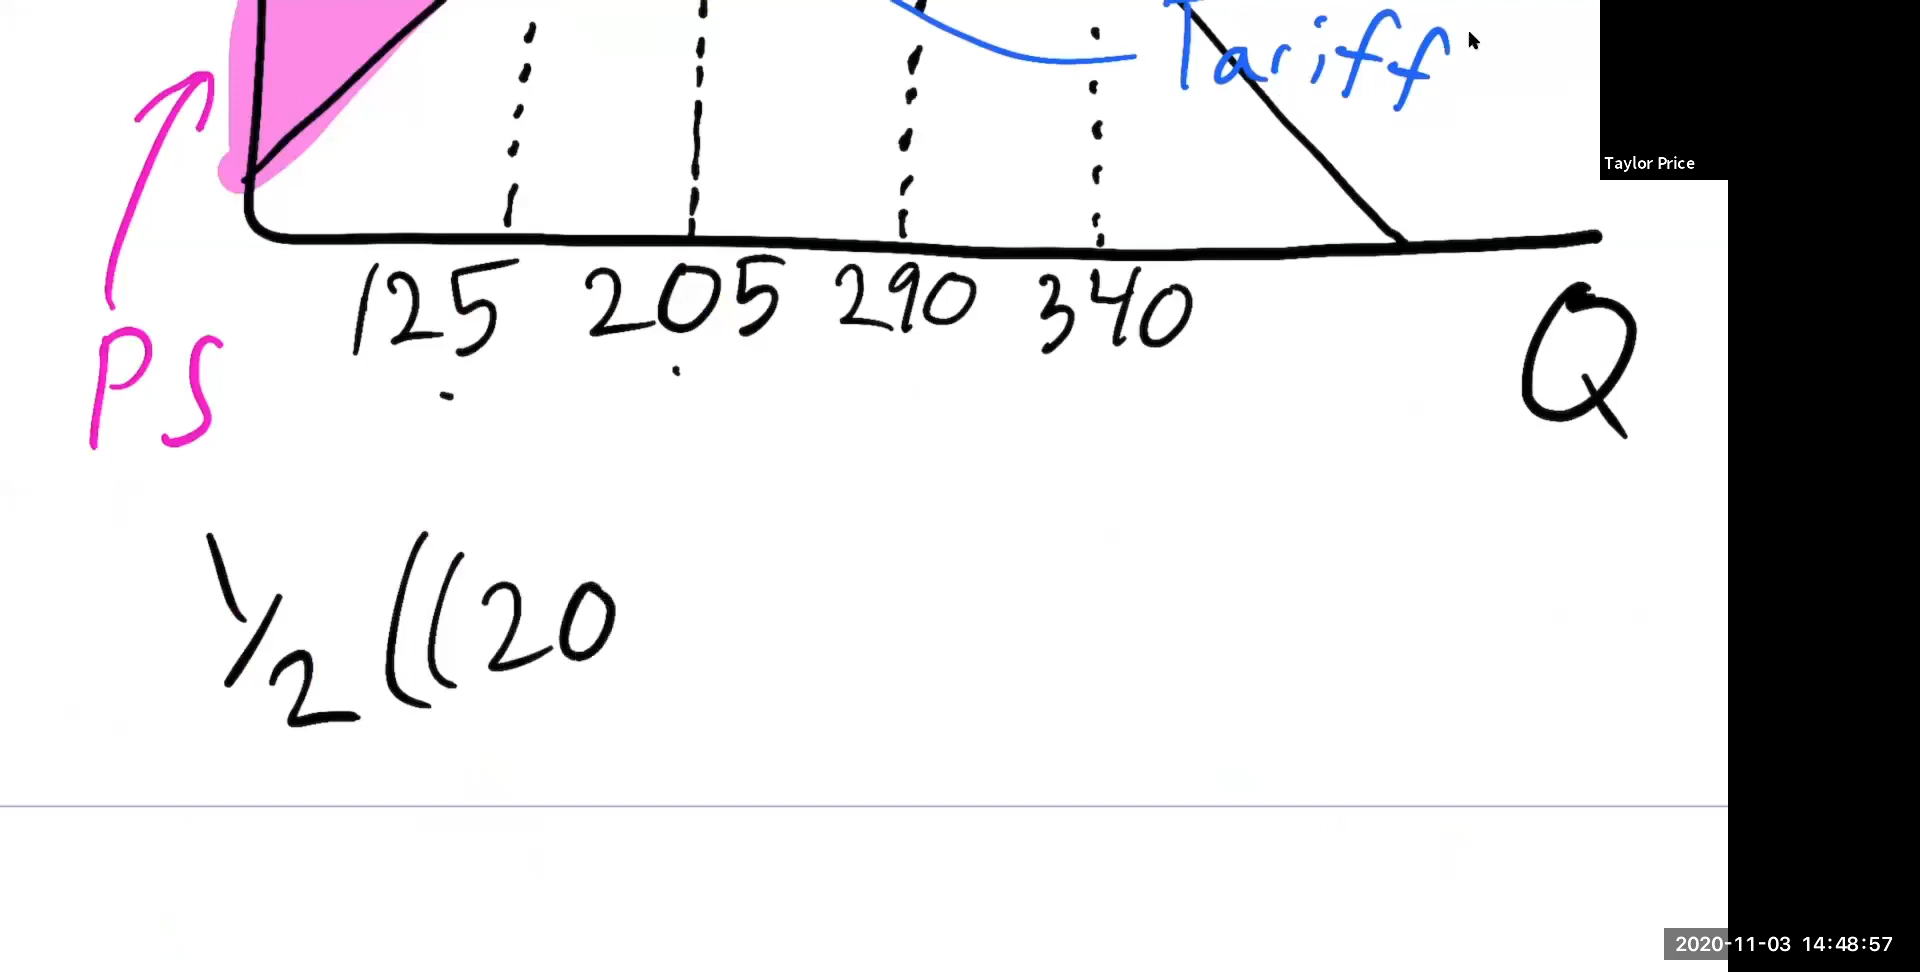 Tariff
Taylor Price
125 205 290 340
Q
PS
1/2 ((20
2020-11-03 14:48:57